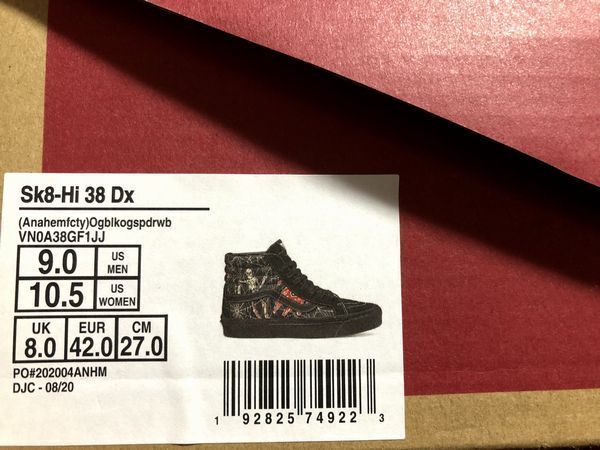 Sk8-Hi 38 Dx
(Anahemfcty)Ogblkogspdrwb
VN0A38GF1JJ
9.0 US MEN
10.5 US WOMEN
UK 8.0 EUR 42.0 CM 27.0
PO#202004ANHM
DJC - 08/20
1 92825 74922 3